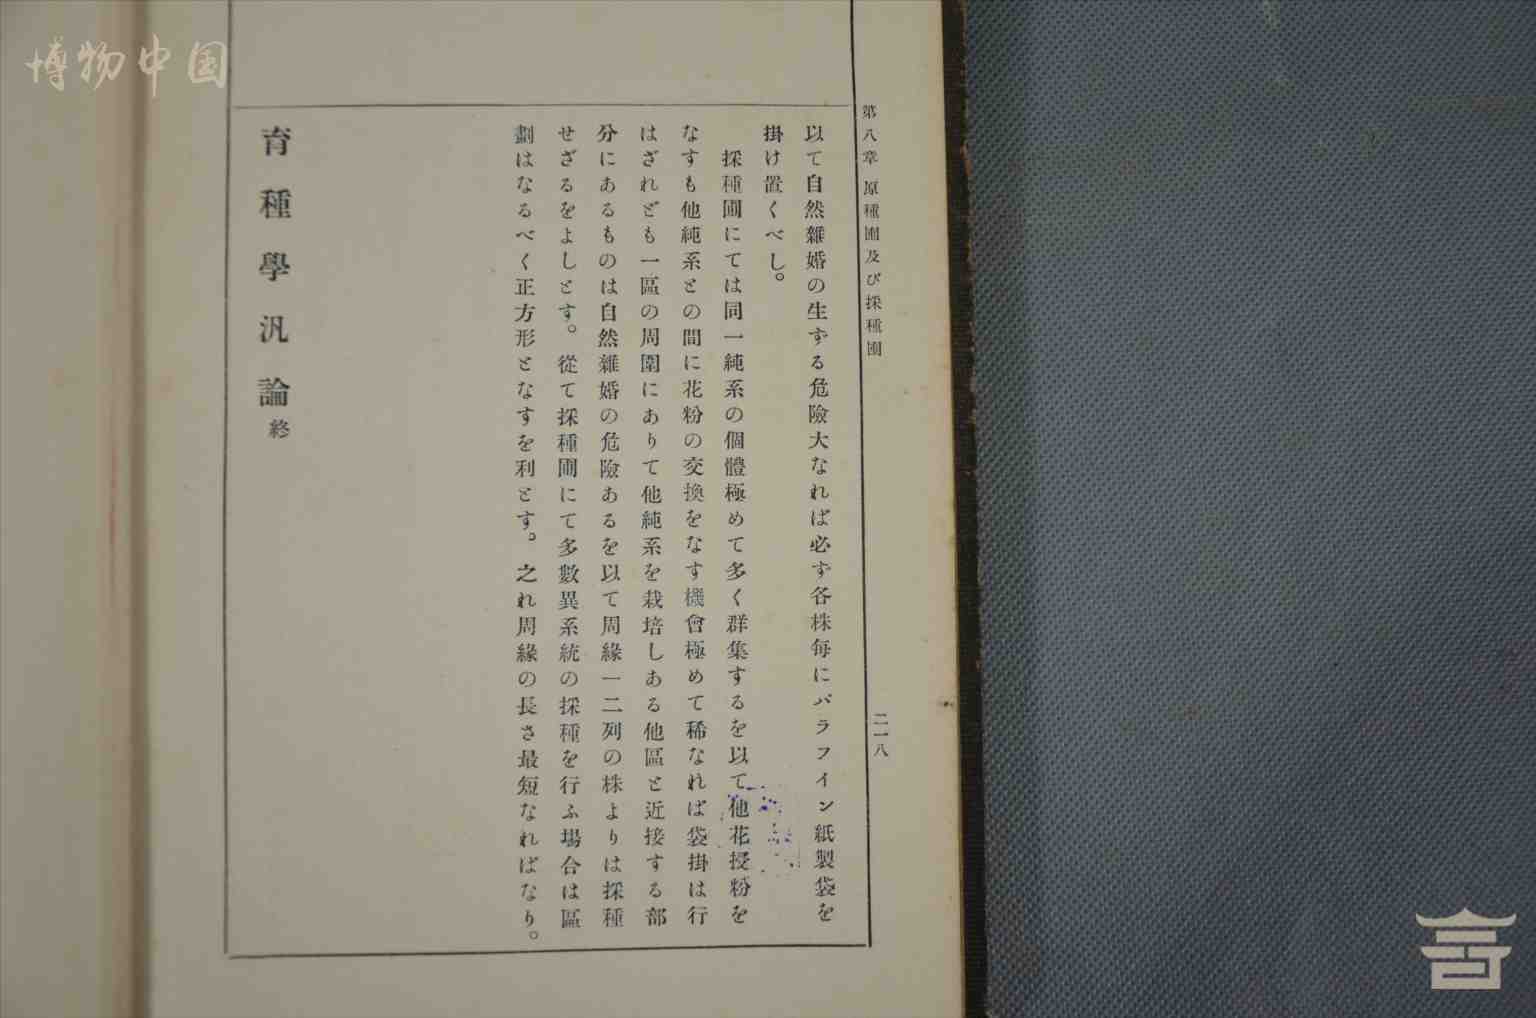 博物中国
第八章 原種圃及び採種圃
二一八
以て自然雜婚の生ずる危險大なれば必ず各株每にパラフイン紙製袋を
掛け置くべし。
採種圃にては同一純系の個體極めて多く群集するを以て他花授粉を
なすも他純系との間に花粉の交換をなす機會極めて稀なれば袋掛は行
はざれども一區の周圍にありて他純系を栽培しある他區と近接する部
分にあるものは自然雜婚の危險あるを以て周緣一二列の株よりは採種
せざるをよしとす。從て採種圃にて多數異系統の採種を行ふ場合は區
劃はなるべく正方形となすを利とす。之れ周緣の長さ最短なればなり。
育種學汎論終